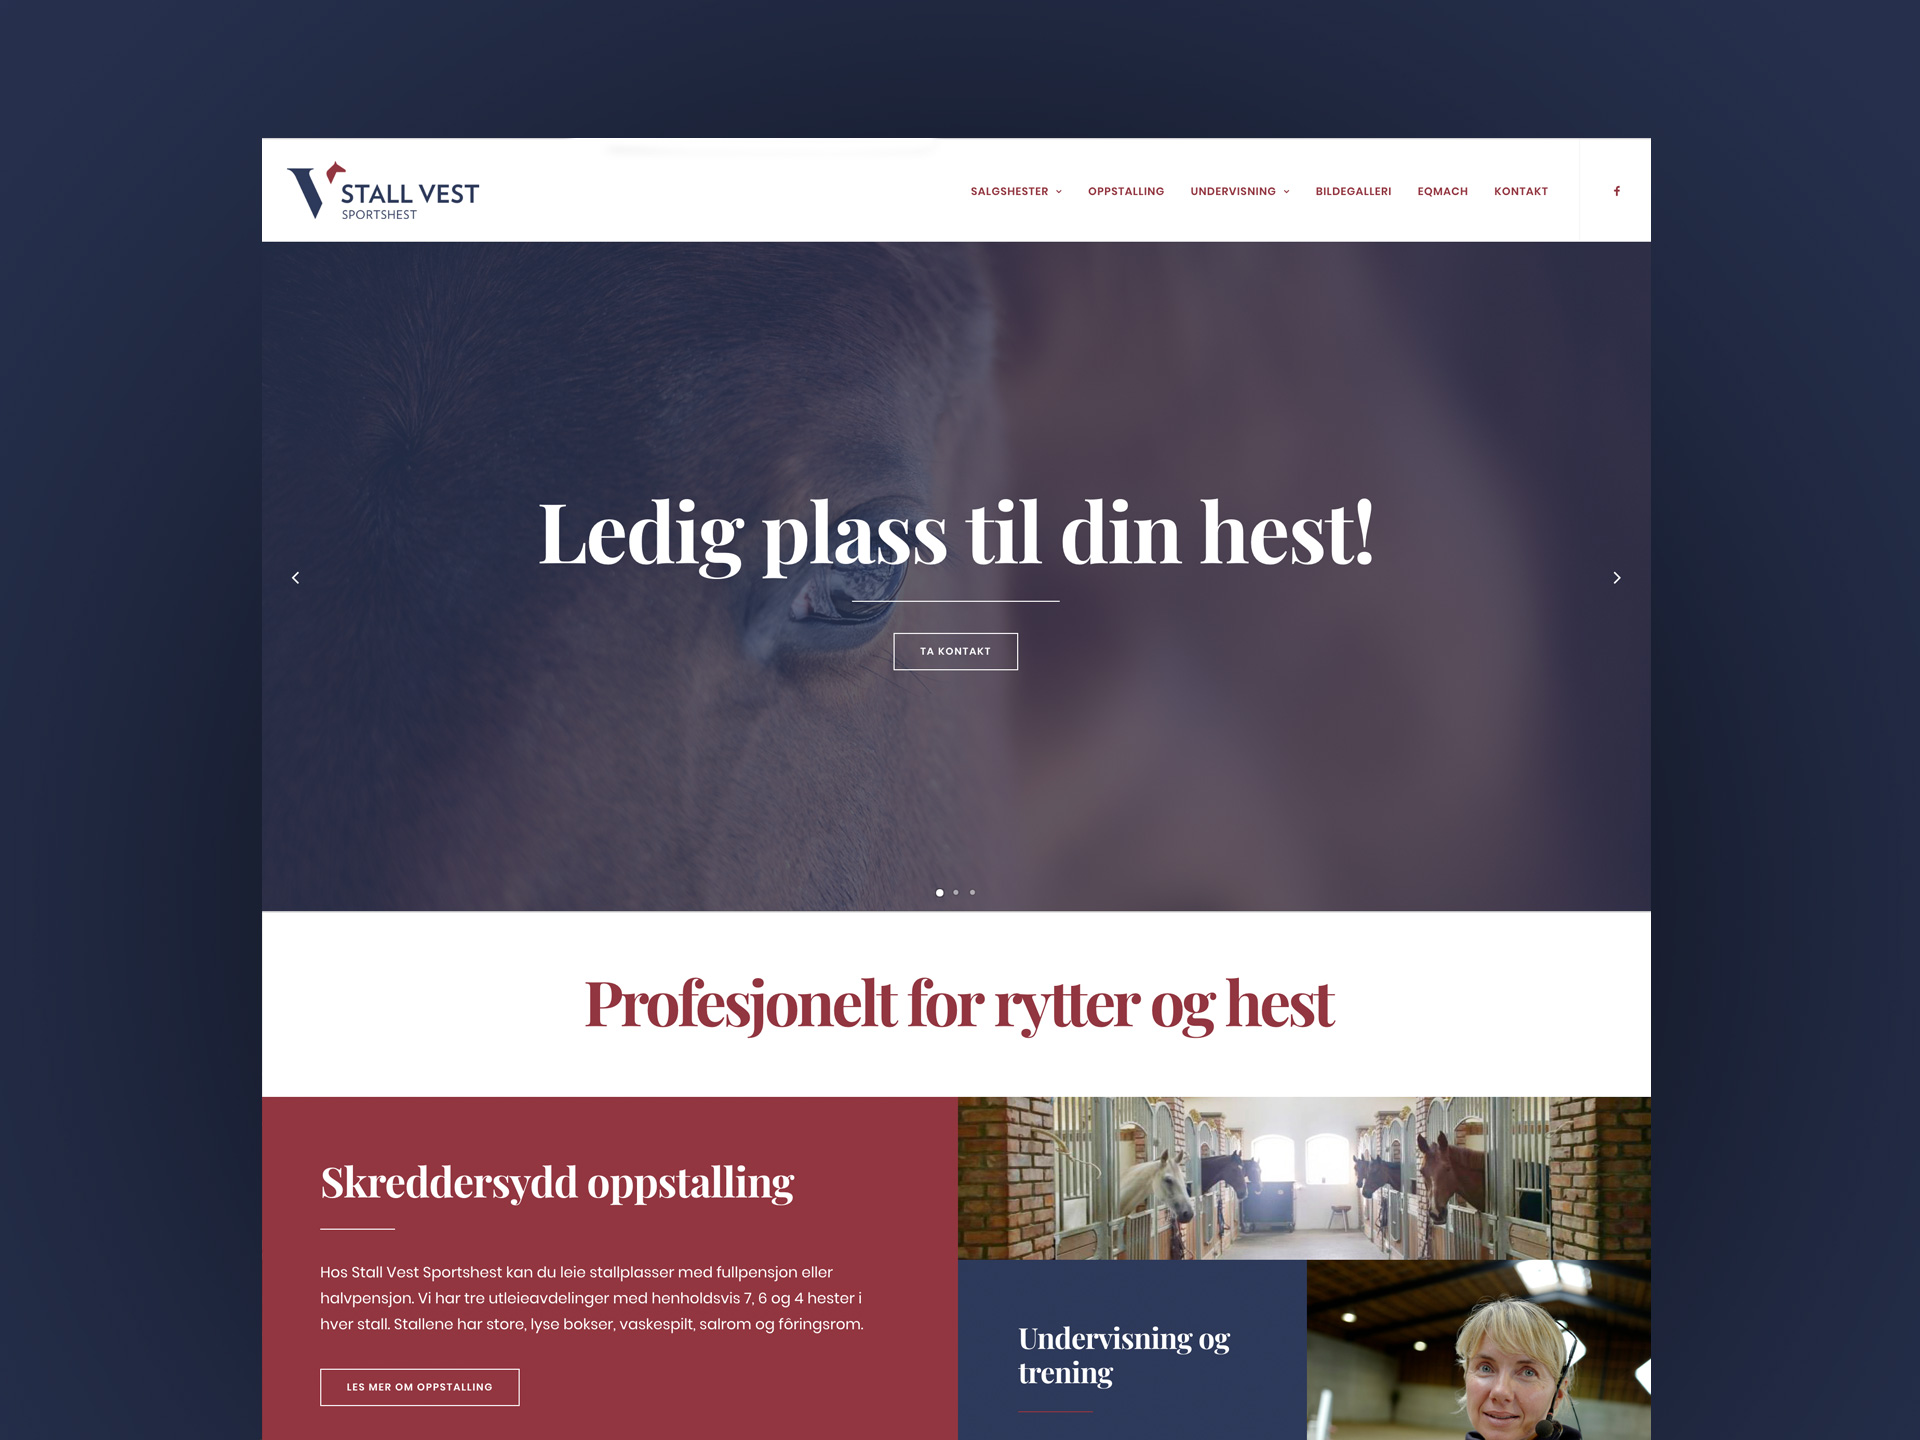 STALL VEST
SPORTSHEST
SALGSHESTER OPPSTALLING UNDERVISNING BILDEGALLERI EQMACH KONTAKT
Ledig plass til din hest!
TA KONTAKT
Profesjonelt for rytter og hest
Skreddersydd oppstalling
Hos Stall Vest Sportshest kan du leie stallplasser med fullpensjon eller
halvpensjon. Vi har tre utleieavdelinger med henholdsvis 7, 6 og 4 hester i
hver stall. Stallene har store, lyse bokser, vaskespilt, salrom og fôringsrom.
LES MER OM OPPSTALLING
Undervisning og
trening